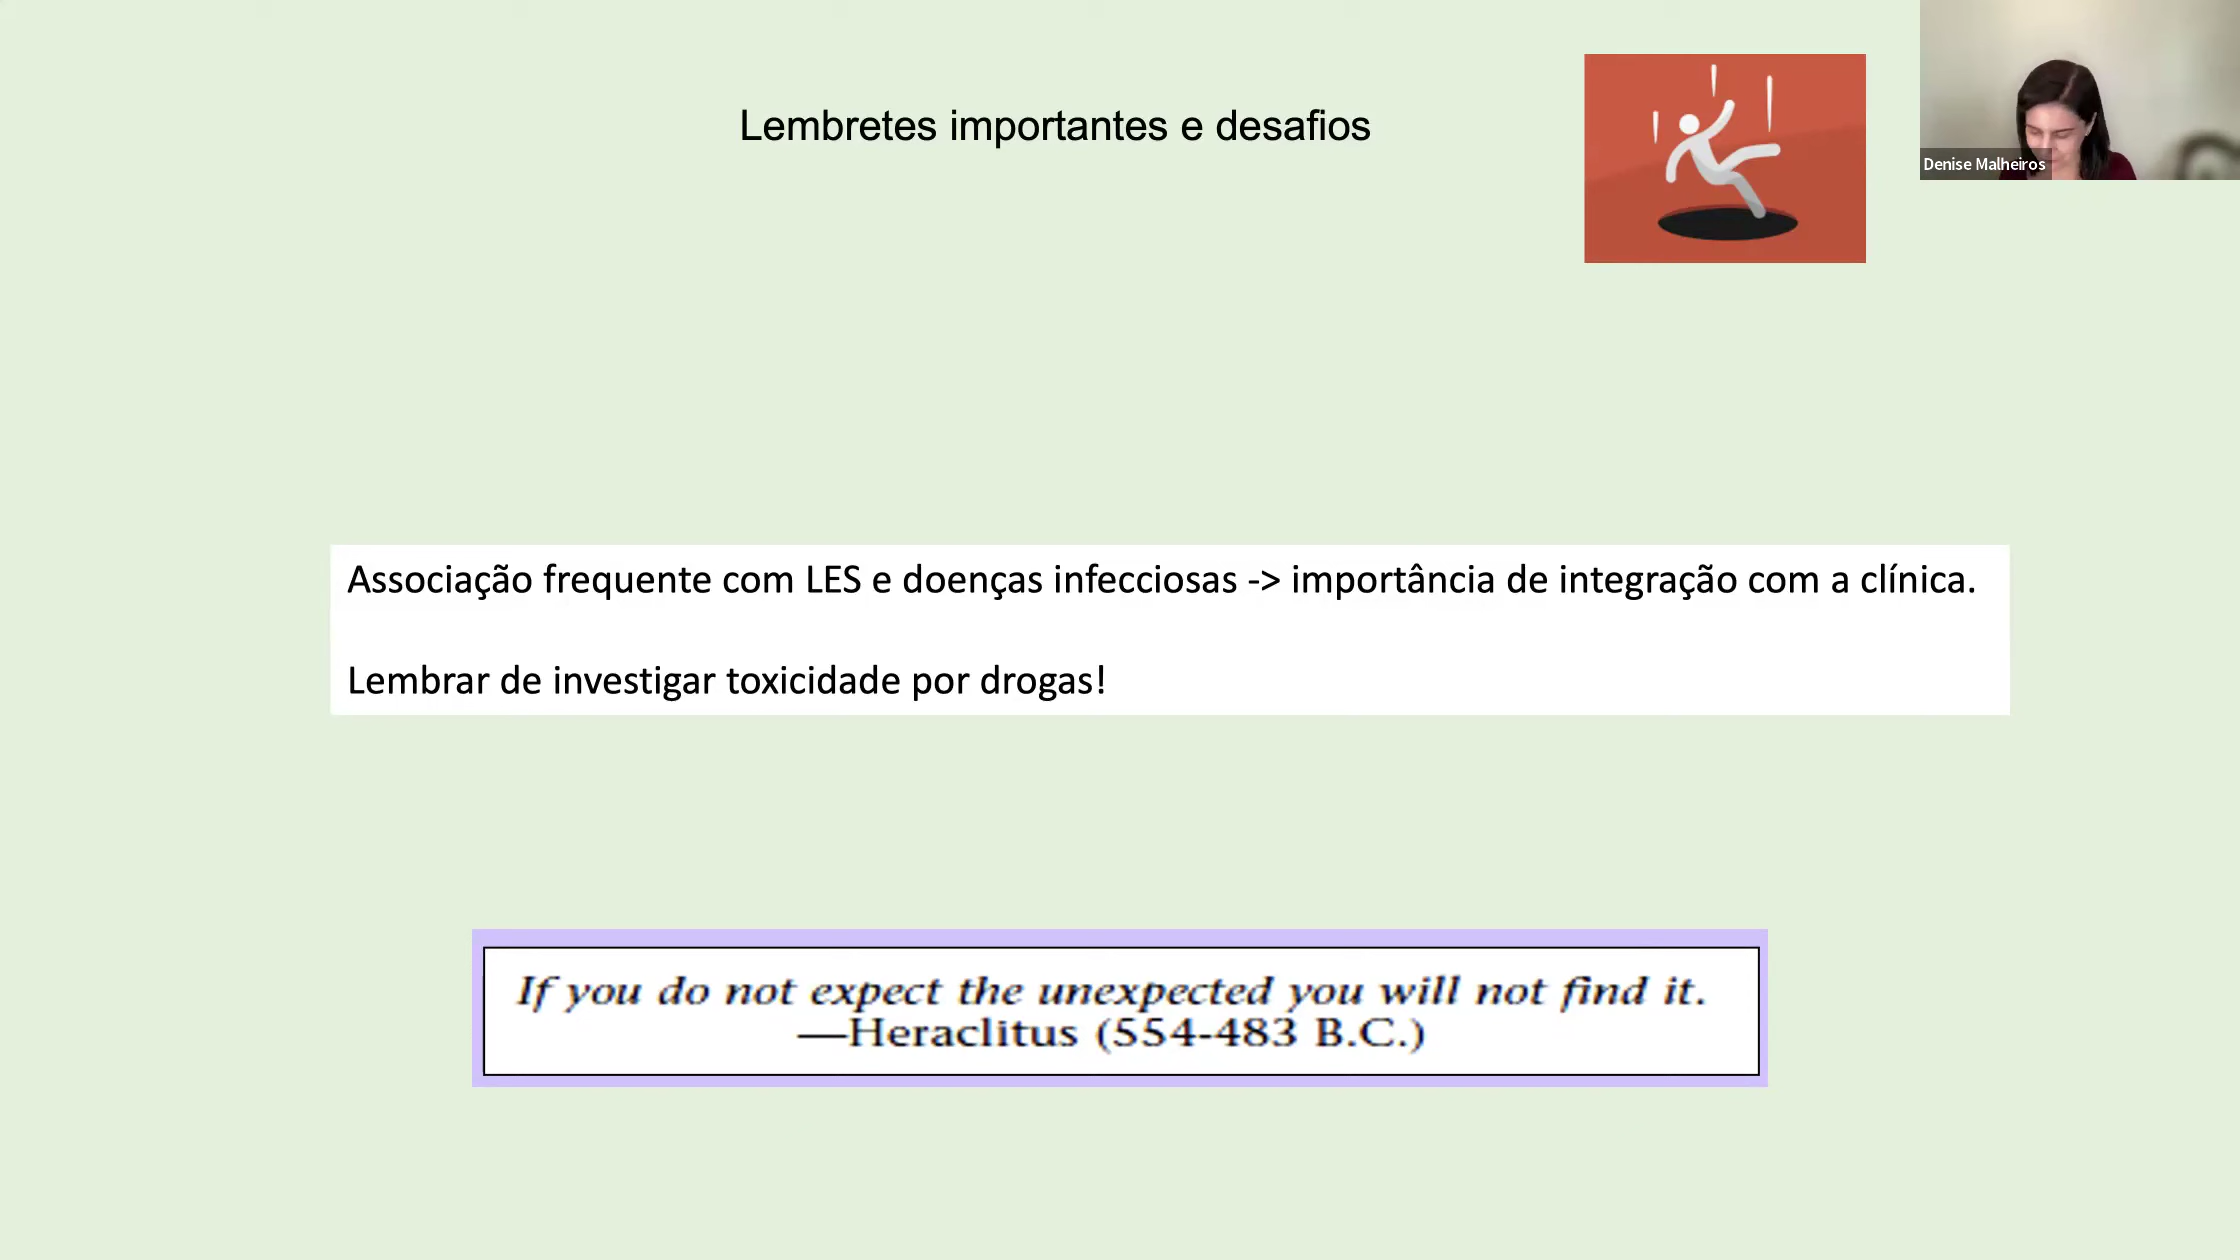 Lembretes importantes e desafios
Denise Malheiros
Associação frequente com LES e doenças infecciosas -> importância de integração com a clínica.
Lembrar de investigar toxicidade por drogas!
If you do not expect the unexpected you will not find it.
—Heraclitus (554-483 B.C.)